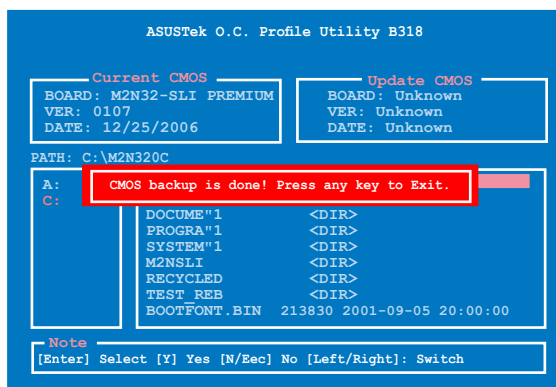 ASUSTek O.C. Profile Utility B318
Current CMOS
BOARD: M2N32-SLI PREMIUM
VER: 0107
DATE: 12/25/2006
Update CMOS
BOARD: Unknown
VER: Unknown
DATE: Unknown
PATH: C:\M2N320C
A:
C:
CMOS backup is done! Press any key to Exit.
DOCUME"1 <DIR>
PROGRA"1 <DIR>
SYSTEM"1 <DIR>
M2NSLI <DIR>
RECYCLED <DIR>
TEST_REB <DIR>
BOOTFONT.BIN 213830 2001-09-05 20:00:00
Note
[Enter] Select [Y] Yes [N/Eec] No [Left/Right]: Switch